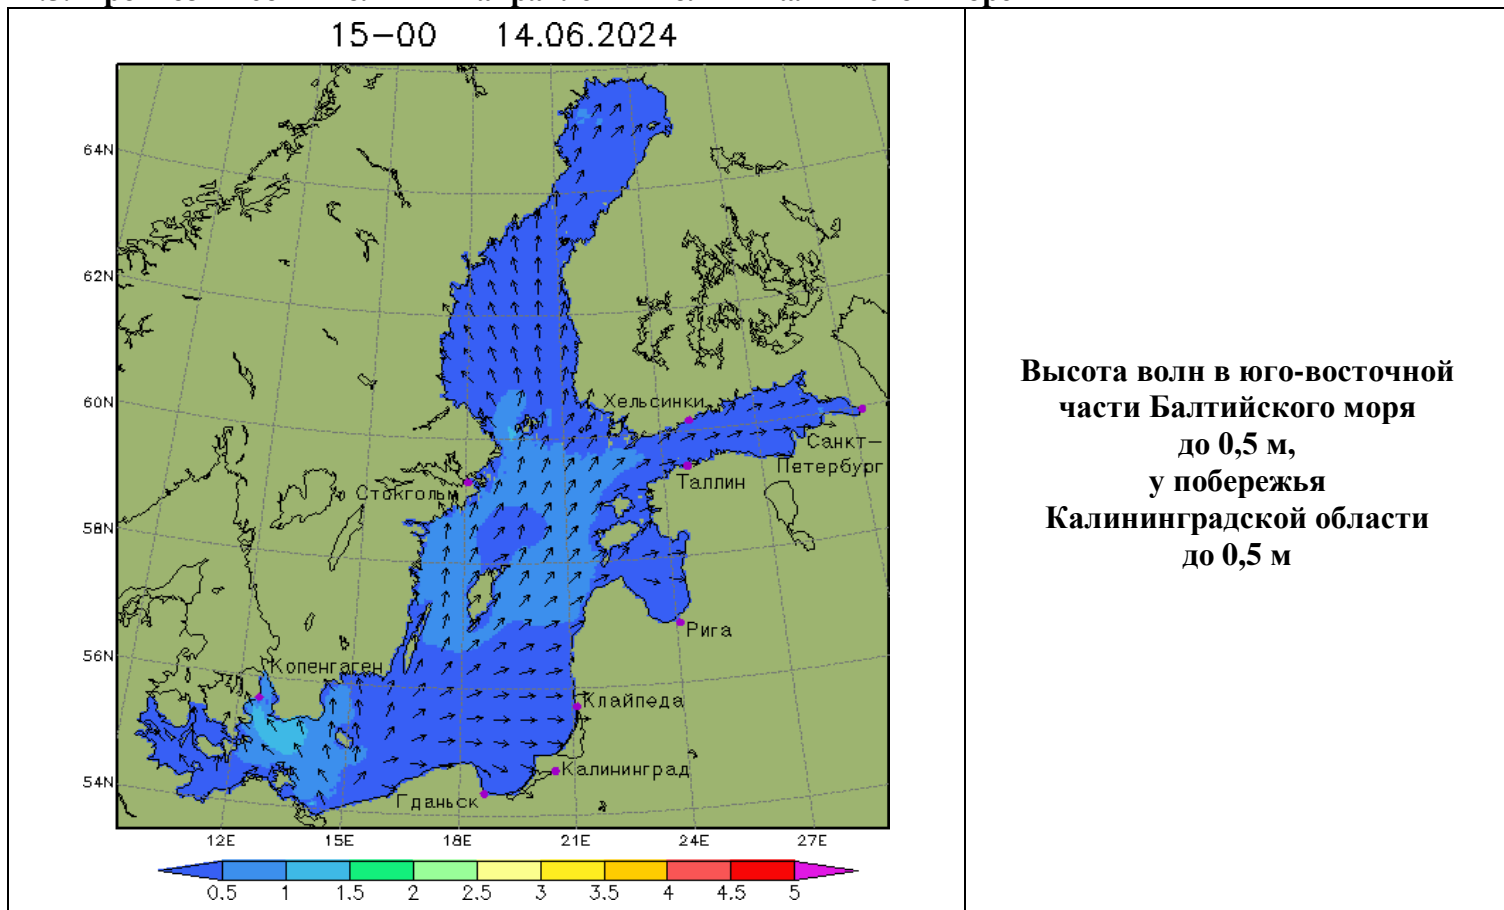 15-00 14.06.2024
64N
62N
60N
58N
56N
54N
Хельсинки
Санкт-
Петербург
Таллин
Стокгольм
Рига
Копенгаген
Клайпеда
Калининград
Гданьск
12E 15E 18E 21E 24E 27E
0.5 1 1.5 2 2.5 3 3.5 4 4.5 5
Высота волн в юго-восточной
части Балтийского моря
до 0,5 м,
у побережья
Калининградской области
до 0,5 м